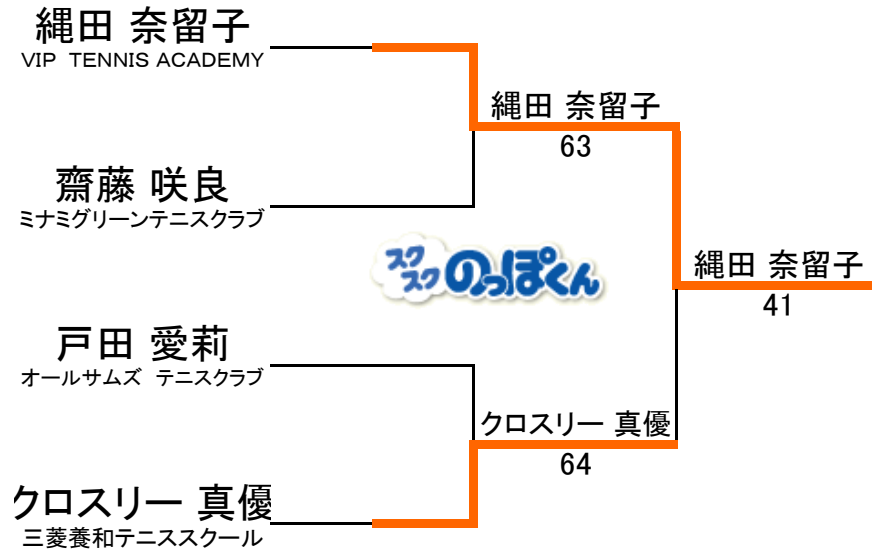 縄田 奈留子
VIP TENNIS ACADEMY
縄田 奈留子
63
齋藤 咲良
ミナミグリーンテニスクラブ
スクスクのっぽくん
縄田 奈留子
41
戸田 愛莉
オールサムズ テニスクラブ
クロスリー 真優
64
クロスリー 真優
三菱養和テニススクール